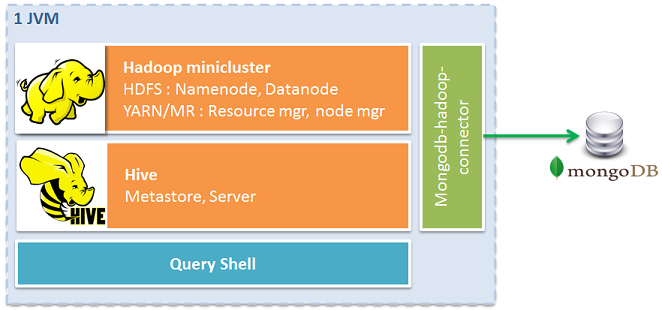 1 JVM
Hadoop minicluster
HDFS : Namenode, Datanode
YARN/MR : Resource mgr, node mgr
Hive
Metastore, Server
HIVE
Query Shell
Mongodb-hadoop-
connector
mongoDB